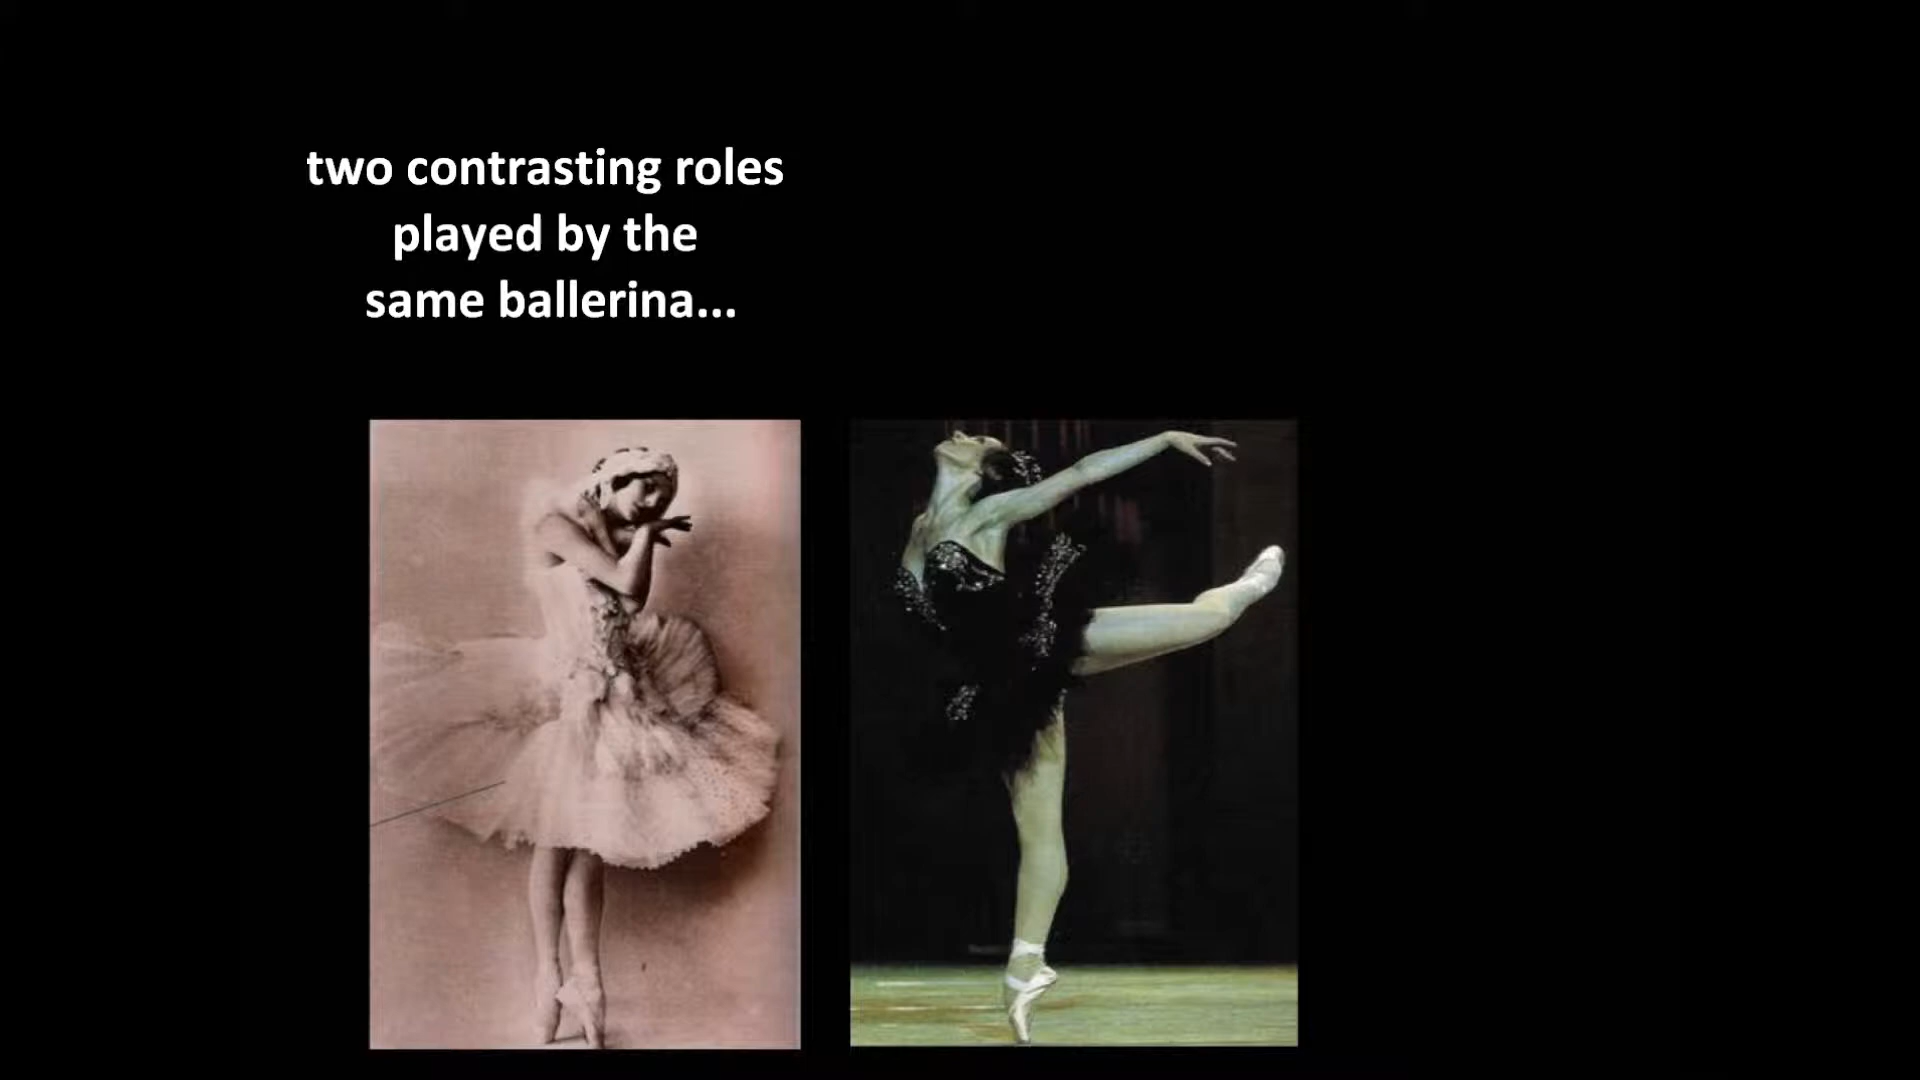 two contrasting roles
played by the
same ballerina...